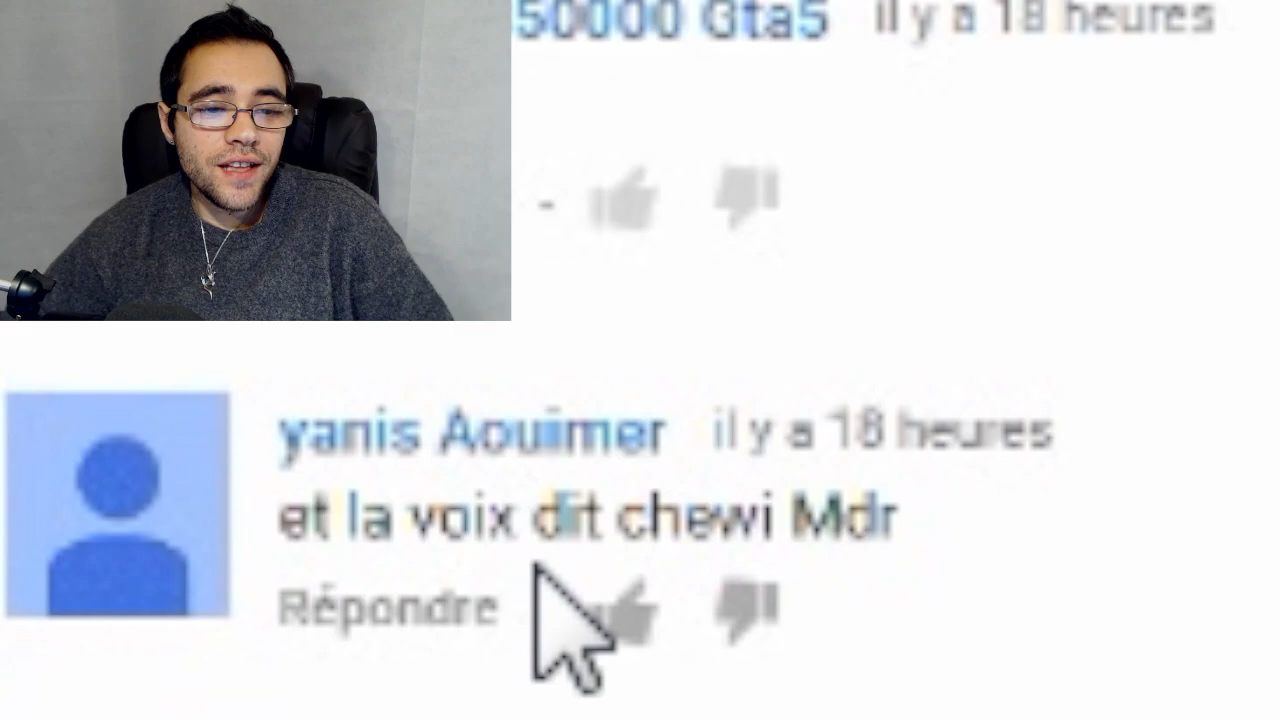 50000 Gta5 il y a 18 heures
-
yanis Aouimer il y a 18 heures
et la voix dit chewi Mdr
Répondre